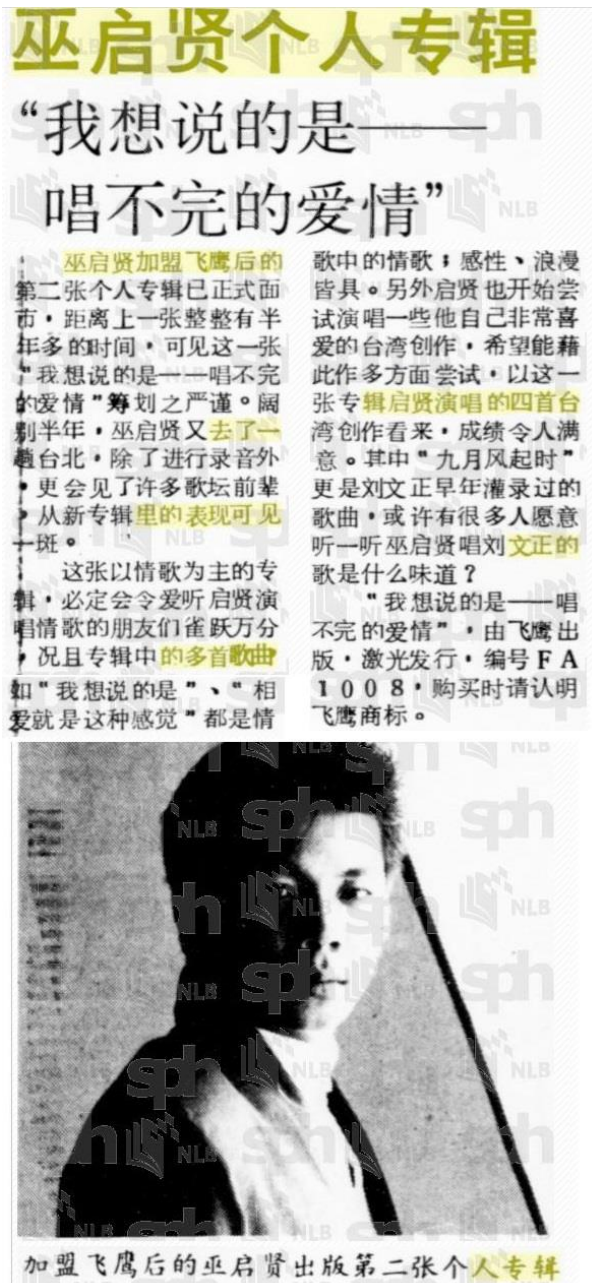 巫启贤个人专辑
“我想说的是——
唱不完的爱情”
巫启贤加盟飞鹰后的
第二张个人专辑已正式面
市，距离上一张整整有半
年多的时间，可见这一张
“我想说的是——唱不完
的爱情”筹划之严谨。阔
别半年，巫启贤又去了一
趟台北，除了进行录音外
，更会见了许多歌坛前辈
，从新专辑里的表现可见
一斑。
这张以情歌为主的专
辑，必定会令爱听启贤演
唱情歌的朋友们雀跃万分
，况且专辑中的多首歌曲
如“我想说的是”、“相
爱就是这种感觉”都是情
歌中的情歌；感性、浪漫
皆具。另外启贤也开始尝
试演唱一些他自己非常喜
爱的台湾创作，希望能藉
此作多方面尝试，以这一
张专辑启贤演唱的四首台
湾创作看来，成绩令人满
意。其中“九月风起时”
更是刘文正早年灌录过的
歌曲，或许有很多人愿意
听一听巫启贤唱刘文正的
歌是什么味道？
“我想说的是——唱
不完的爱情”，由飞鹰出
版，激光发行，编号FA
1008，购买时请认明
飞鹰商标。
加盟飞鹰后的巫启贤出版第二张个人专辑